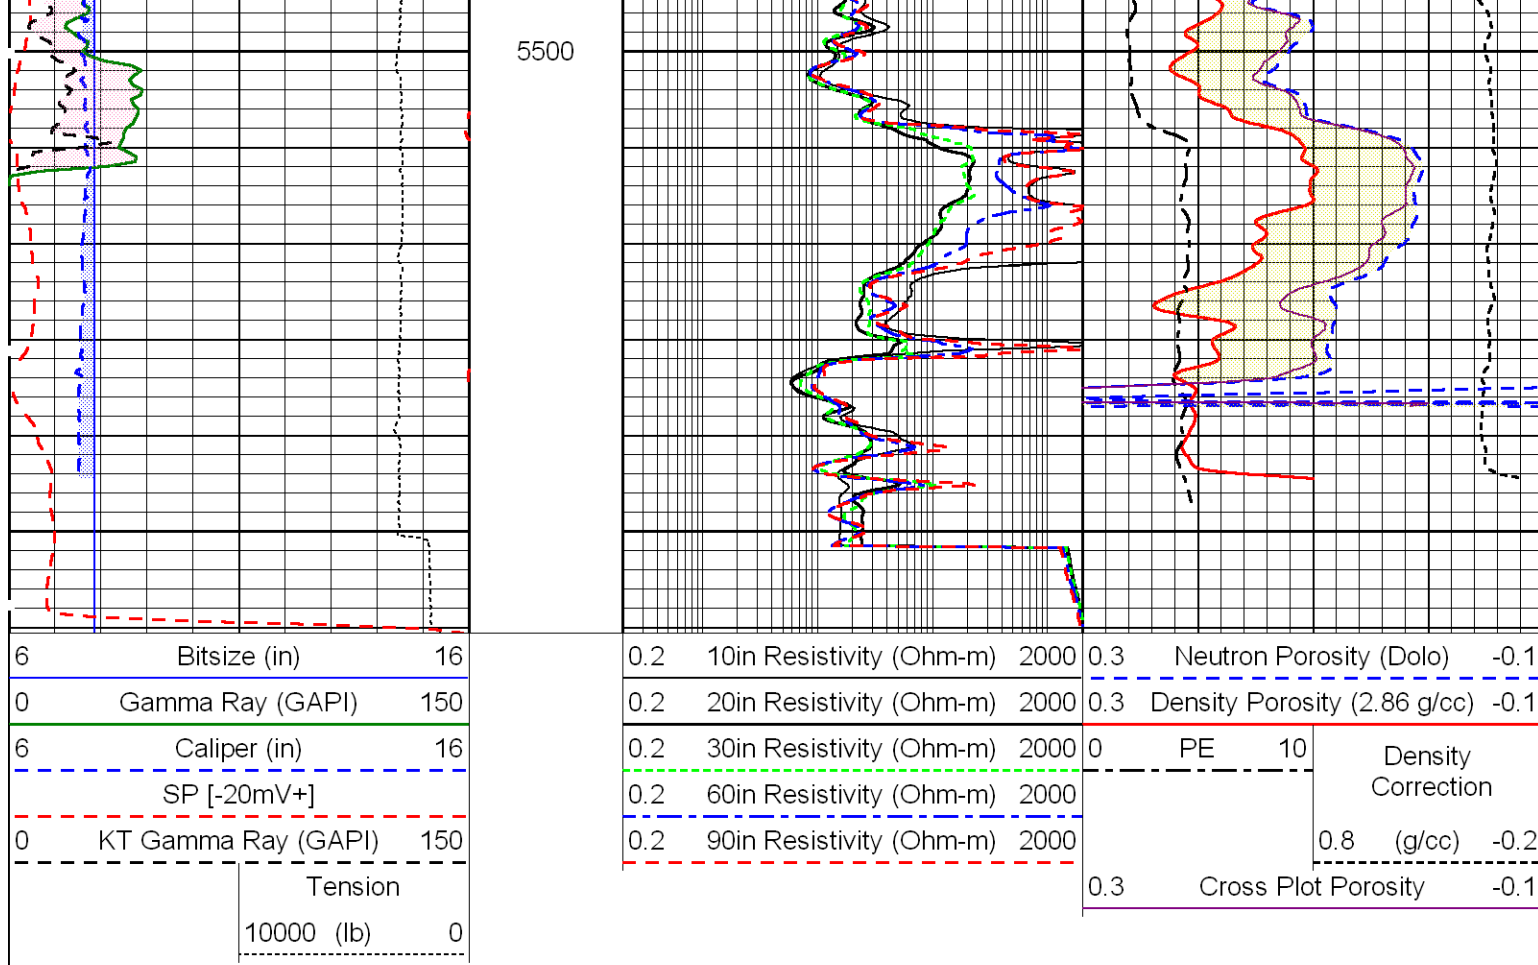 5500
6 Bitsize (in) 16
0 Gamma Ray (GAPI) 150
6 Caliper (in) 16
SP [-20mV+]
0 KT Gamma Ray (GAPI) 150
Tension
10000 (lb) 0
0.2 10in Resistivity (Ohm-m) 2000
0.2 20in Resistivity (Ohm-m) 2000
0.2 30in Resistivity (Ohm-m) 2000
0.2 60in Resistivity (Ohm-m) 2000
0.2 90in Resistivity (Ohm-m) 2000
0.3 Neutron Porosity (Dolo) -0.1
0.3 Density Porosity (2.86 g/cc) -0.1
0 PE 10
Density
Correction
0.8 (g/cc) -0.2
0.3 Cross Plot Porosity -0.1